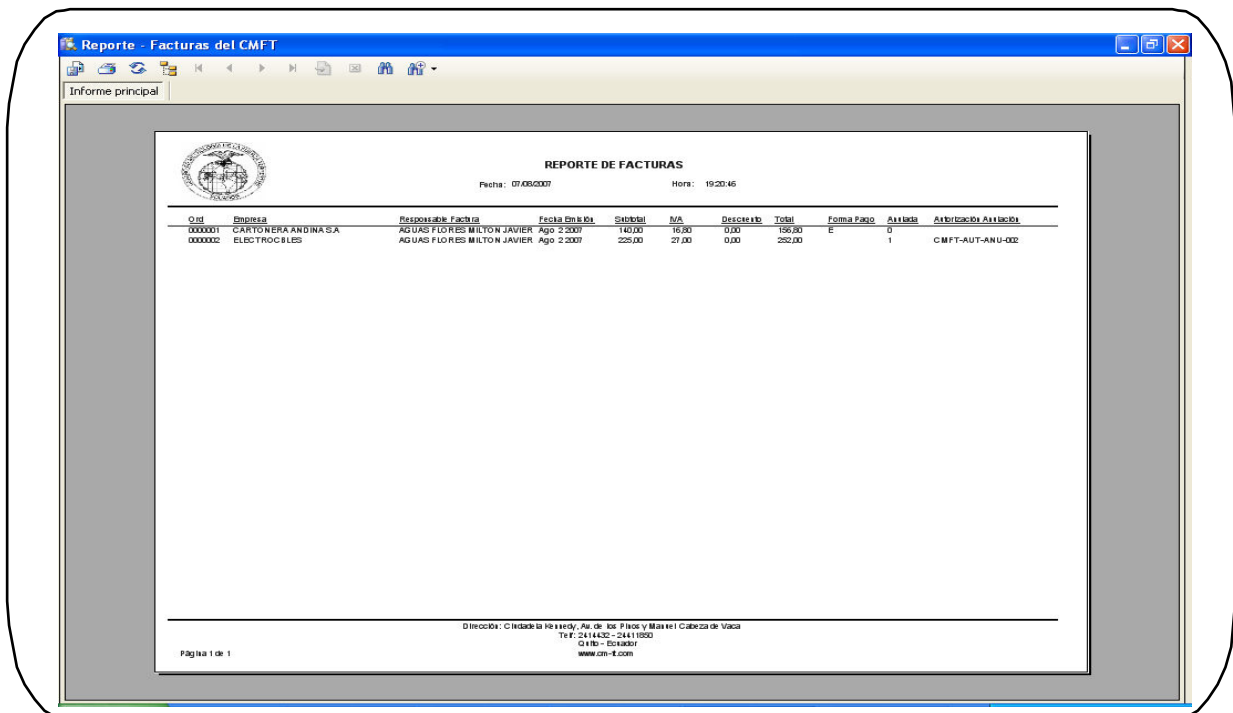 Reporte - Facturas del CMFT
Informe principal
REPORTE DE FACTURAS
Fecha: 07/08/2007 Hora: 19:20:46
Ord Empresa Responsable Factura Fecha Emisión Subtotal IVA Descuento Total Forma Pago Anulada Autorización Anulación
0000001 CARTONERA ANDINA S.A AGUAS FLORES MILTON JAVIER Ago 2 2007 140,00 16,80 0,00 156,80 E 0
0000002 ELECTROCBLES AGUAS FLORES MILTON JAVIER Ago 2 2007 225,00 27,00 0,00 252,00 1 CMFT-AUT-ANU-002
Dirección: Ciudadela Kennedy, Av. de los Pinos y Manuel Cabeza de Vaca
Telf: 2414432 - 24411850
Quito - Ecuador
Página 1 de 1 www.cm-ft.com